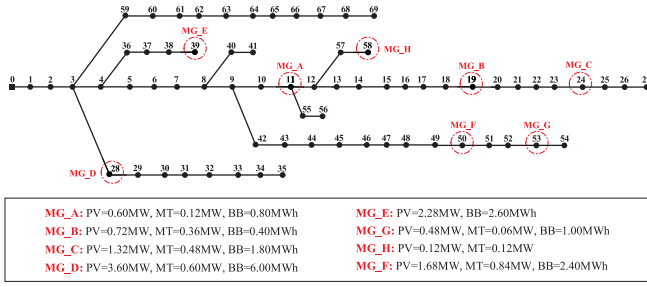 59 60 61 62 63 64 65 66 67 68 69
MG_E
36 37 38 39 40 41 57 58 MG_H
MG_A MG_B MG_C
0 1 2 3 4 5 6 7 8 9 10 11 12 13 14 15 16 17 18 19 20 21 22 23 24 25 26
55 56
MG_F MG_G
42 43 44 45 46 47 48 49 50 51 52 53 54
MG_D 28 29 30 31 32 33 34 35
MG_A: PV=0.60MW, MT=0.12MW, BB=0.80MWh
MG_B: PV=0.72MW, MT=0.36MW, BB=0.40MWh
MG_C: PV=1.32MW, MT=0.48MW, BB=1.80MWh
MG_D: PV=3.60MW, MT=0.60MW, BB=6.00MWh
MG_E: PV=2.28MW, BB=2.60MWh
MG_G: PV=0.48MW, MT=0.06MW, BB=1.00MWh
MG_H: PV=0.12MW, MT=0.12MW
MG_F: PV=1.68MW, MT=0.84MW, BB=2.40MWh